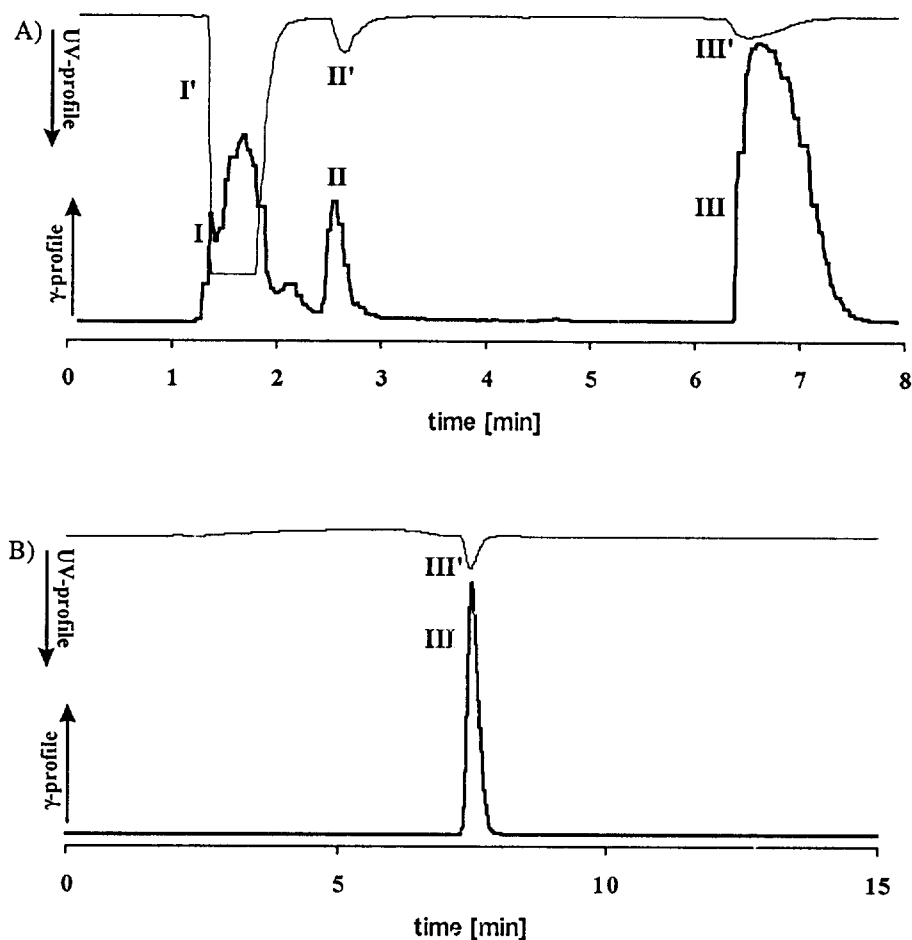 A)
UV-profile
γ-profile
I'
I
II'
II
III'
III
0 1 2 3 4 5 6 7 8
time [min]
B)
UV-profile
γ-profile
III'
III
0 5 10 15
time [min]